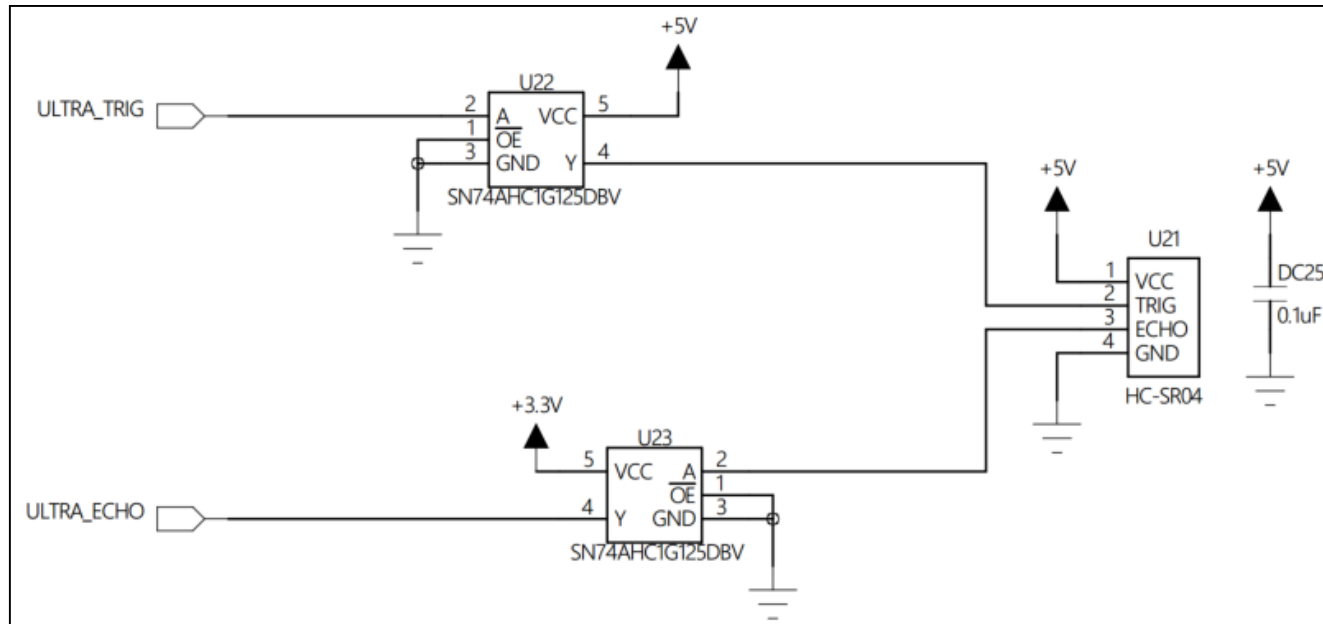 +5V
U22
ULTRA_TRIG
2 A VCC 5
1 OE
3 GND Y 4
SN74AHC1G125DBV
+5V
+5V
U21
1 VCC
2 TRIG
3 ECHO
4 GND
HC-SR04
DC25
0.1uF
+3.3V
U23
5 VCC A 2
OE 1
ULTRA_ECHO
4 Y GND 3
SN74AHC1G125DBV